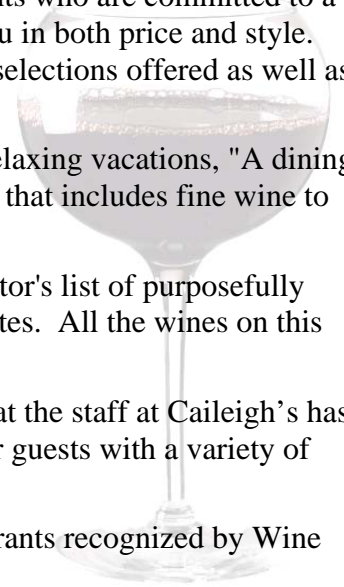 nts who are committed to a
u in both price and style.
selections offered as well as
elaxing vacations, "A dining
that includes fine wine to
tor's list of purposefully
tes. All the wines on this
at the staff at Caileigh's has
r guests with a variety of
rants recognized by Wine